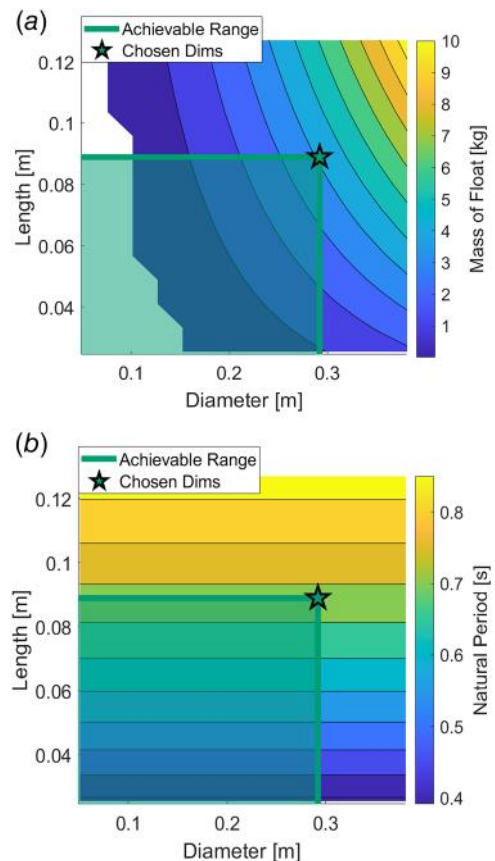 (a)
Achievable Range
Chosen Dims
0.12
0.1
0.08
0.06
0.04
Length [m]
0.1
0.2
0.3
Diameter [m]
10
9
8
7
6
5
4
3
2
1
Mass of Float [kg]
(b)
Achievable Range
Chosen Dims
0.12
0.1
0.08
0.06
0.04
Length [m]
0.1
0.2
0.3
Diameter [m]
0.8
0.7
0.6
0.5
0.4
Natural Period [s]